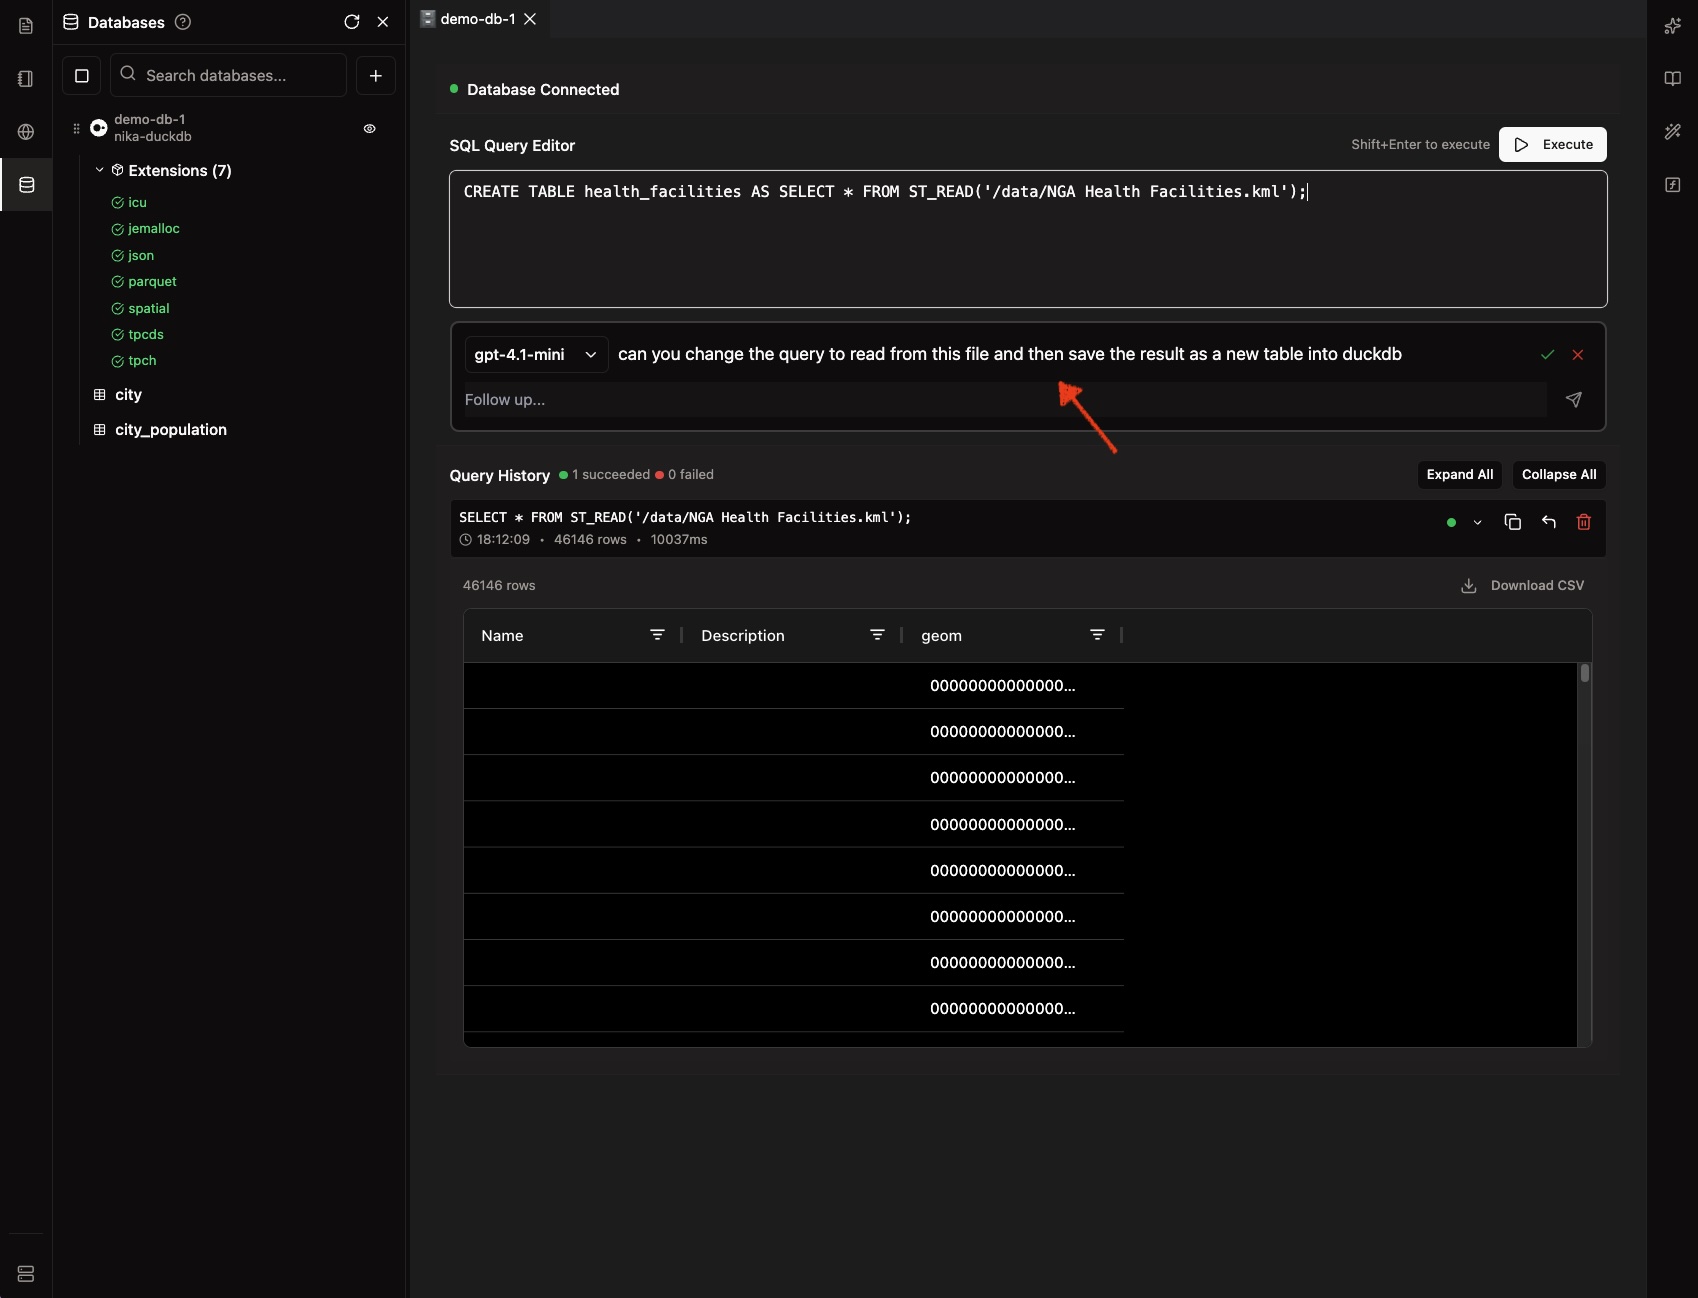 Databases
demo-db-1
Search databases...
demo-db-1
nika-duckdb
Extensions (7)
icu
jemalloc
json
parquet
spatial
tpcds
tpch
city
city_population
Database Connected
SQL Query Editor
Shift+Enter to execute
Execute
CREATE TABLE health_facilities AS SELECT * FROM ST_READ('/data/NGA Health Facilities.kml');
gpt-4.1-mini
can you change the query to read from this file and then save the result as a new table into duckdb
Follow up...
Query History
1 succeeded
0 failed
Expand All
Collapse All
SELECT * FROM ST_READ('/data/NGA Health Facilities.kml');
18:12:09 • 46146 rows • 10037ms
46146 rows
Download CSV
Name
Description
geom
00000000000000...
00000000000000...
00000000000000...
00000000000000...
00000000000000...
00000000000000...
00000000000000...
00000000000000...